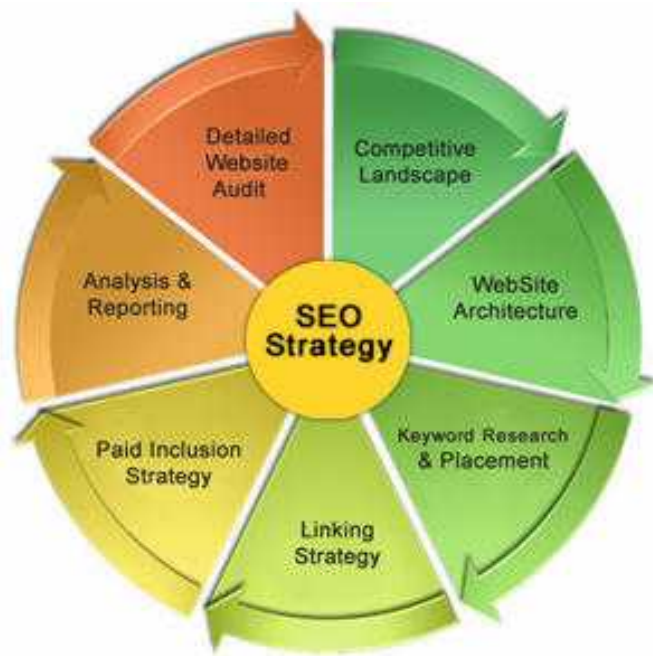 Detailed
Website
Audit
Competitive
Landscape
WebSite
Architecture
Keyword Research
& Placement
Linking
Strategy
Paid Inclusion
Strategy
Analysis &
Reporting
SEO
Strategy